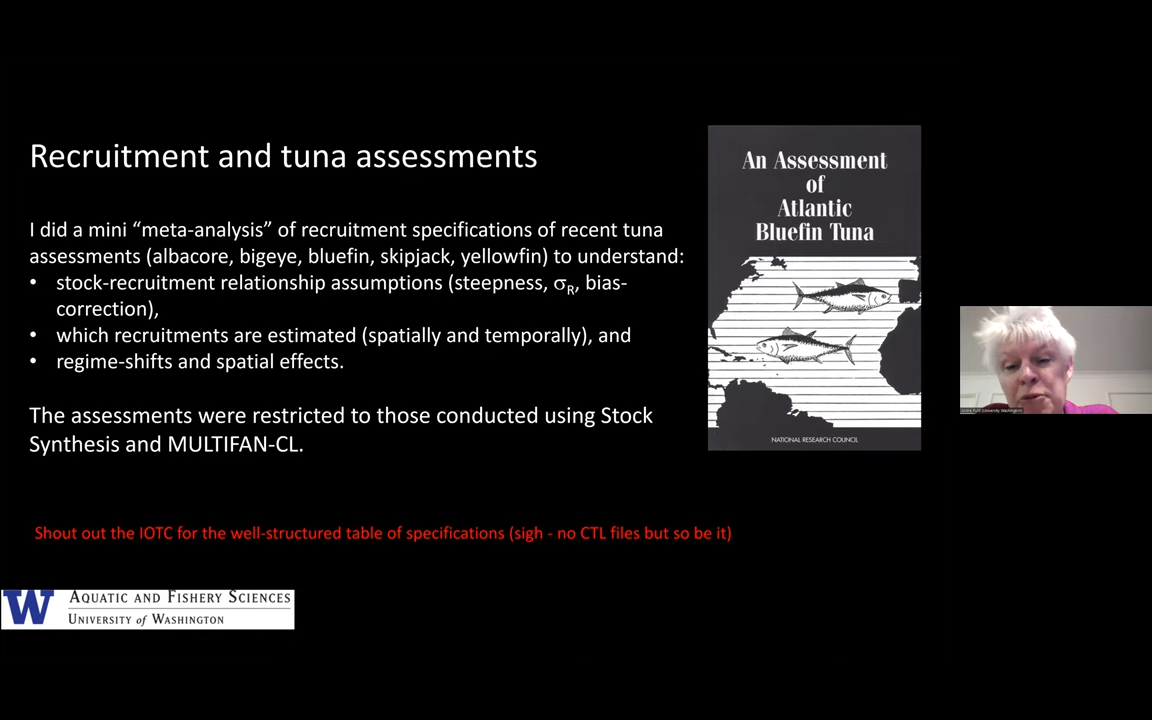 Recruitment and tuna assessments
I did a mini “meta-analysis” of recruitment specifications of recent tuna
assessments (albacore, bigeye, bluefin, skipjack, yellowfin) to understand:
• stock-recruitment relationship assumptions (steepness, σR, bias-
correction),
• which recruitments are estimated (spatially and temporally), and
• regime-shifts and spatial effects.
The assessments were restricted to those conducted using Stock
Synthesis and MULTIFAN-CL.
Shout out the IOTC for the well-structured table of specifications (sigh - no CTL files but so be it)
W
AQUATIC AND FISHERY SCIENCES
UNIVERSITY of WASHINGTON
An Assessment
of
Atlantic
Bluefin Tuna
NATIONAL RESEARCH COUNCIL